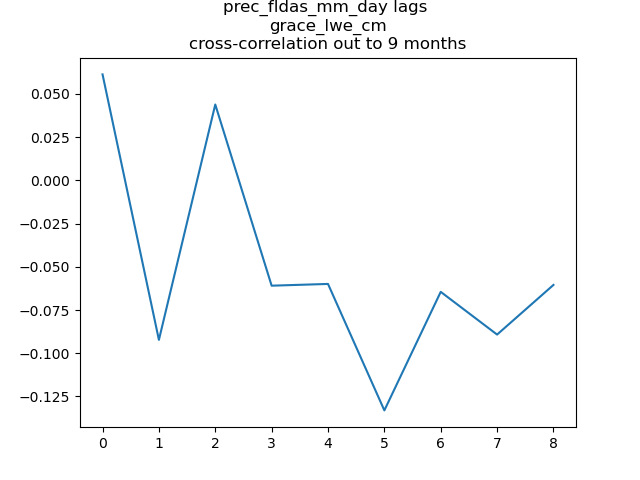 prec_fldas_mm_day lags
grace_lwe_cm
cross-correlation out to 9 months
0.050
0.025
0.000
−0.025
−0.050
−0.075
−0.100
−0.125
0 1 2 3 4 5 6 7 8